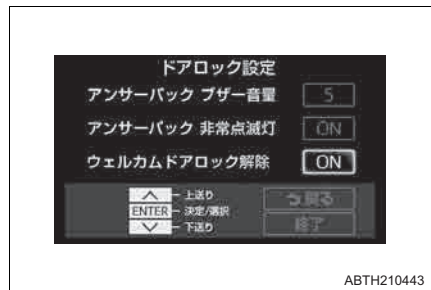 ドアロック設定
アンサーバック ブザー音量 5
アンサーバック 非常点滅灯 ON
ウェルカムドアロック解除 ON
へ 上送り
ENTER 決定/選択 戻る
下送り 終了
ABTH210443